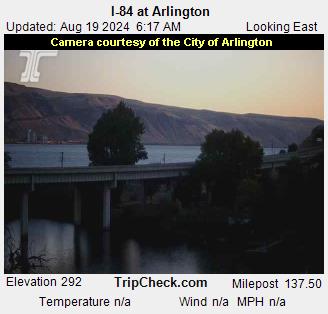 I-84 at Arlington
Updated: Aug 19 2024 6:17 AM Looking East
Camera courtesy of the City of Arlington
Elevation 292 TripCheck.com Milepost 137.50
Temperature n/a Wind n/a MPH n/a